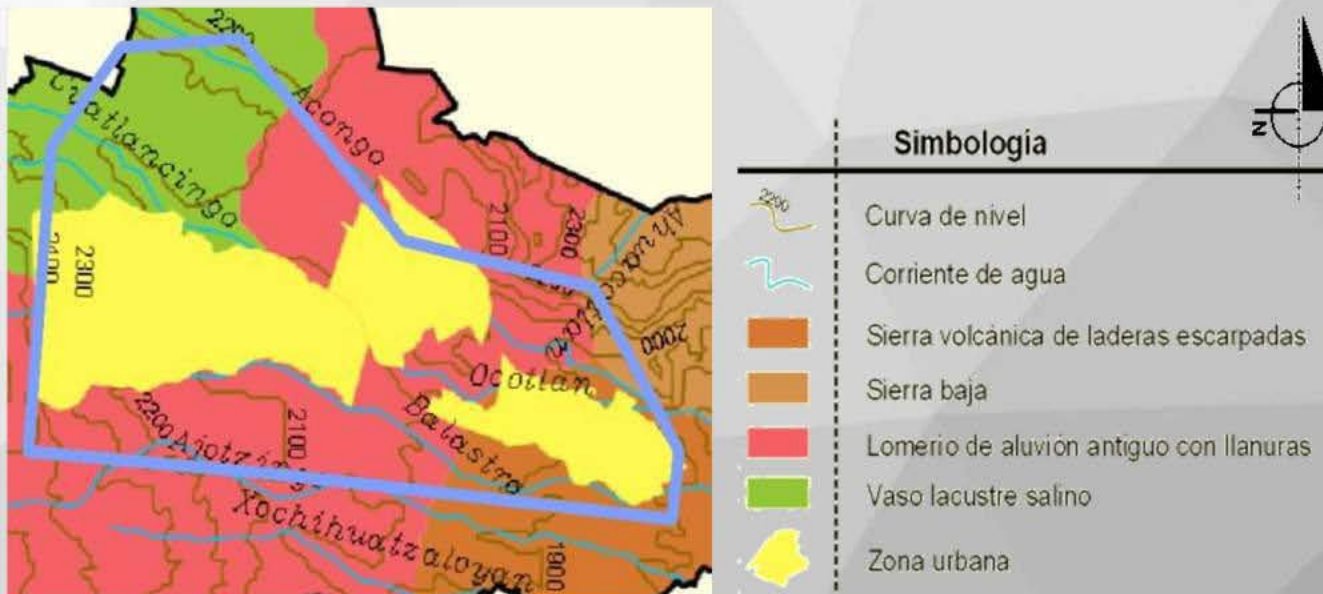 2200
Acongo
Cuatlancingo
2300
2100
2300
2000
Ocotlan
Balastro
2200
2100
Xochihuatzaloyan
1900
N
Simbología
2200
Curva de nivel
Corriente de agua
Sierra volcánica de laderas escarpadas
Sierra baja
Lomerio de aluvión antiguo con llanuras
Vaso lacustre salino
Zona urbana